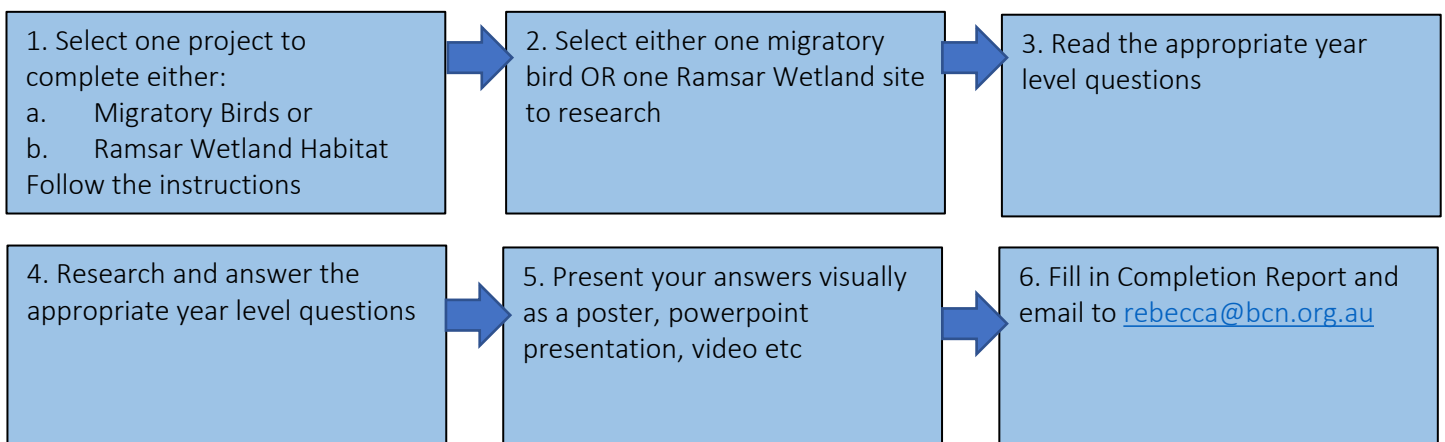 1. Select one project to
complete either:
a. Migratory Birds or
b. Ramsar Wetland Habitat
Follow the instructions
2. Select either one migratory
bird OR one Ramsar Wetland site
to research
3. Read the appropriate year
level questions
4. Research and answer the
appropriate year level questions
5. Present your answers visually
as a poster, powerpoint
presentation, video etc
6. Fill in Completion Report and
email to rebecca@bcn.org.au